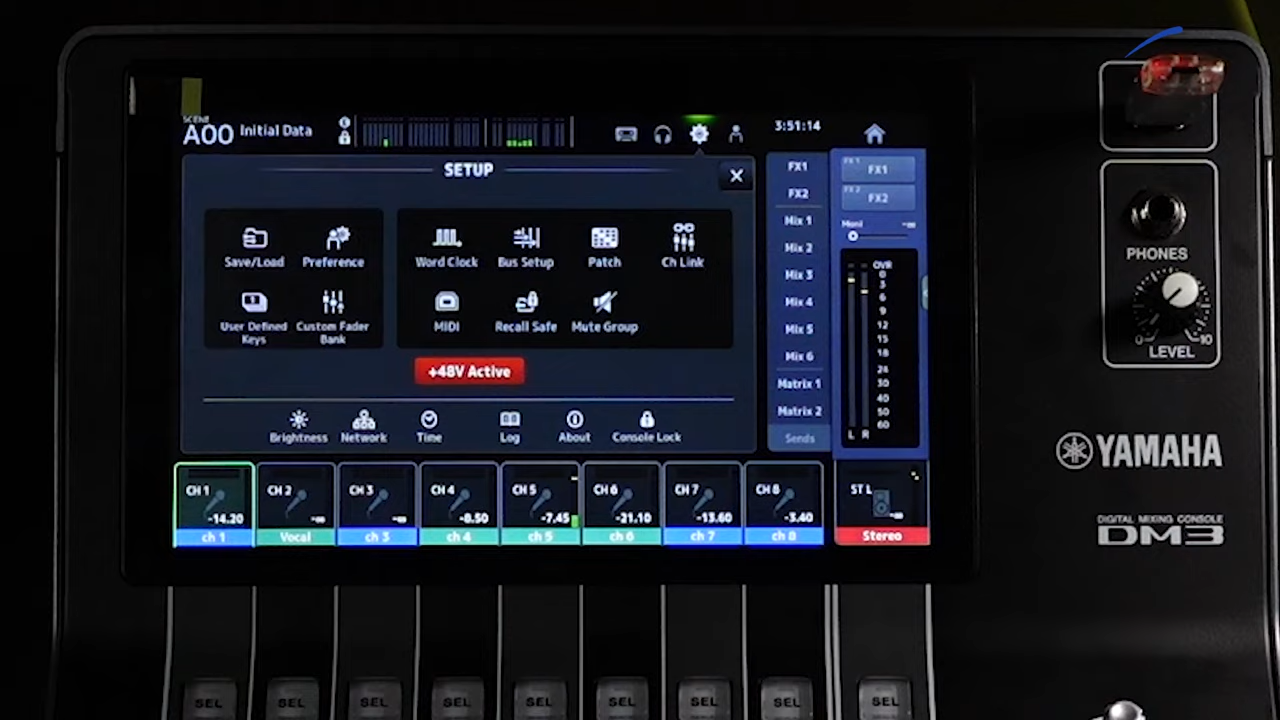 SCENE
A00 Initial Data
3:51:14
SETUP
Save/Load
Preference
User Defined
Keys
Custom Fader
Bank
Word Clock
Bus Setup
Patch
Ch Link
MIDI
Recall Safe
Mute Group
+48V Active
Brightness
Network
Time
Log
About
Console Lock
FX1
FX2
Mix 1
Mix 2
Mix 3
Mix 4
Mix 5
Mix 6
Matrix 1
Matrix 2
Sends
FX 1
FX1
FX 2
FX2
Moni
-∞
OVR
0
3
6
9
12
15
18
24
30
40
50
60
L R
CH 1
-14.20
ch 1
CH 2
-∞
Vocal
CH 3
-∞
ch 3
CH 4
-8.50
ch 4
CH 5
-7.45
ch 5
CH 6
-21.10
ch 6
CH 7
-13.60
ch 7
CH 8
-3.40
ch 8
ST L
-∞
Stereo
SEL
SEL
SEL
SEL
SEL
SEL
SEL
SEL
SEL
PHONES
0
10
LEVEL
YAMAHA
DIGITAL MIXING CONSOLE
DM3